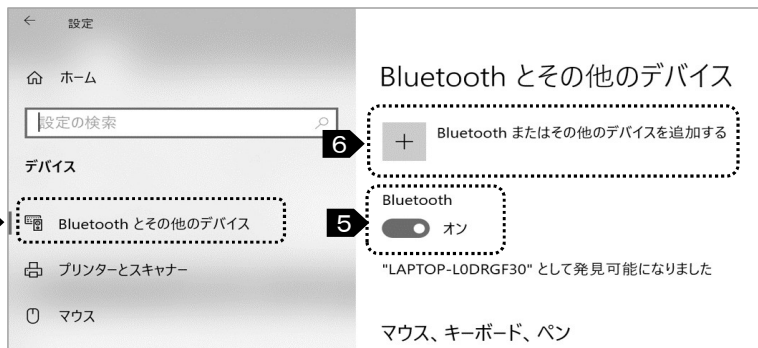 設定
ホーム
設定の検索
デバイス
Bluetooth とその他のデバイス
プリンターとスキャナー
マウス
Bluetooth とその他のデバイス
6
Bluetooth またはその他のデバイスを追加する
Bluetooth
5
オン
"LAPTOP-L0DRGF30" として発見可能になりました
マウス、キーボード、ペン